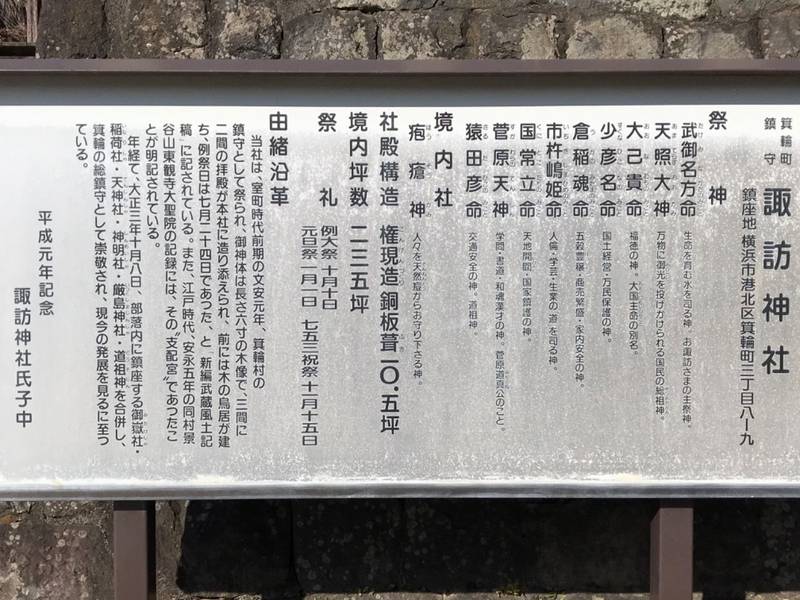 箕輪町
鎮守
諏訪神社
鎮座地 横浜市港北区箕輪町三丁目八ー九
祭神
武御名方命 生命を育む水を司る神。お諏訪さまの主祭神。
天照大神 万物に御光を授けかけられる国民の総祖神。
大己貴命 福徳の神。大国主命の別名。
少彦名命 国土経営・万民保護の神。
倉稲魂命 五穀豊穣・商売繁盛・家内安全の神。
市杵嶋姫命 人倫・学芸・生業の〝道〟を司る神。
国常立命 天地開闢・国家鎮護の神。
菅原天神 学問・書道・和魂漢才の神。菅原道真公のこと。
猿田彦命 交通安全の神。道祖神。
境内社
疱瘡神 人々を天然痘からお守り下さる神。
社殿構造 権現造 銅板葺 一〇・五坪
境内坪数 二三五坪
祭礼 例大祭 十月十日
元旦祭 一月一日 七五三祝祭 十一月十五日
由緒沿革
当社は、室町時代前期の文安元年、箕輪村の
鎮守として祭られ、御神体は長さ六寸の木像で、三間に
二間の拝殿が本社に造り添えられ、前には木の鳥居が建
ち、例祭日は七月二十四日であった、と〝新編武蔵風土記
稿〟に記されている。また、江戸時代、安永五年の同村景
谷山東観寺大聖院の記録には、その〝支配宮〟であつたこ
とが明記されている。
年経て、大正三年十月八日、部落内に鎮座する御嶽社・
稲荷社・天神社・神明社・厳島神社・道祖神を合併し、
箕輪の総鎮守として崇敬され、現今の発展を見るに至っ
ている。
平成元年記念
諏訪神社氏子中